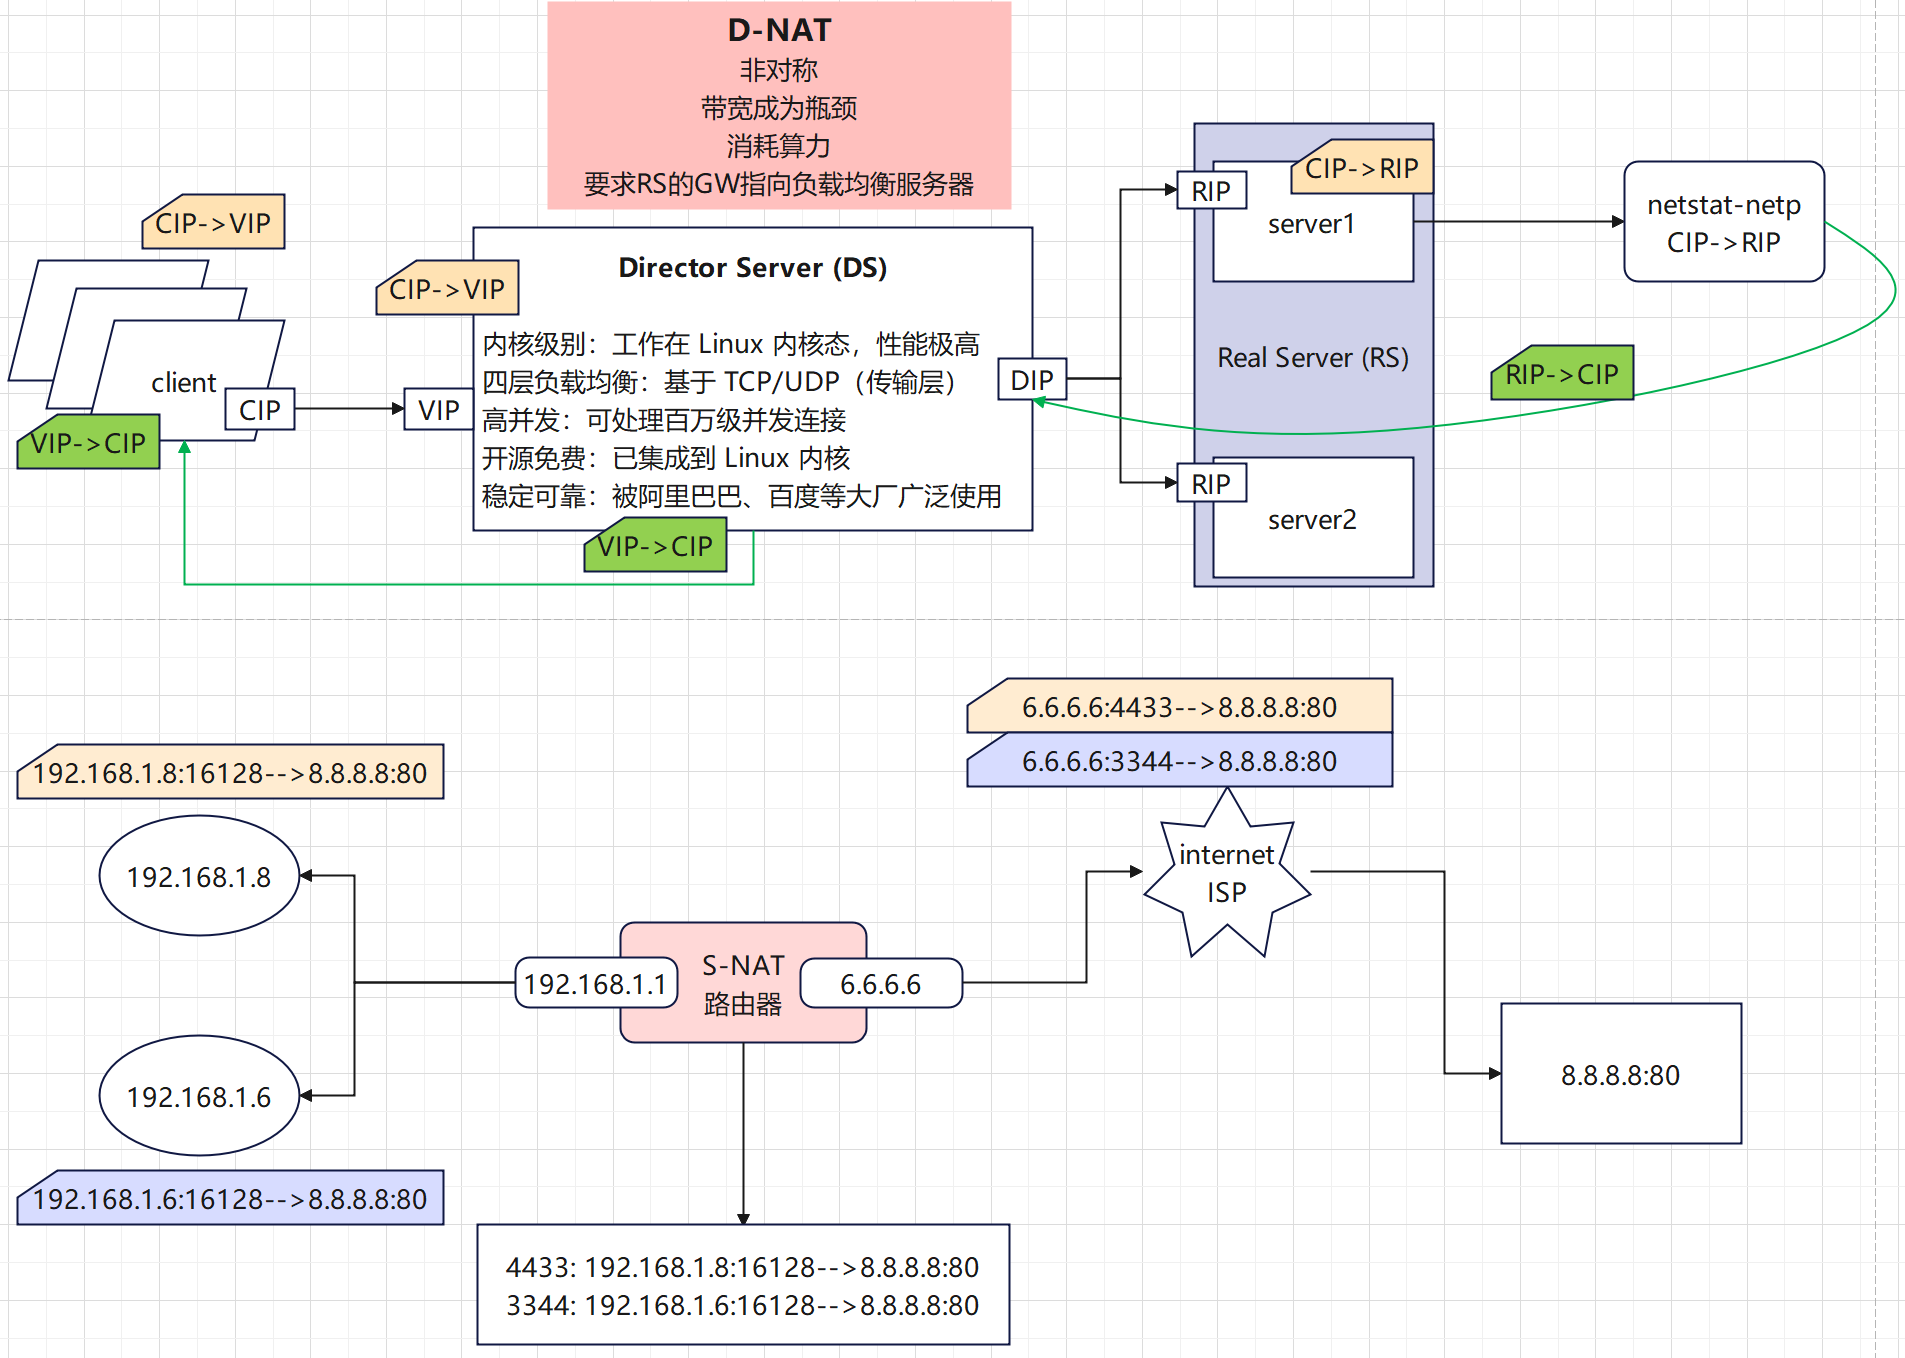 D-NAT
非对称
带宽成为瓶颈
消耗算力
要求RS的GW指向负载均衡服务器
CIP->VIP
client
CIP
VIP->CIP
CIP->VIP
VIP
Director Server (DS)
内核级别：工作在 Linux 内核态，性能极高
四层负载均衡：基于 TCP/UDP（传输层）
高并发：可处理百万级并发连接
开源免费：已集成到 Linux 内核
稳定可靠：被阿里巴巴、百度等大厂广泛使用
VIP->CIP
DIP
CIP->RIP
RIP
server1
Real Server (RS)
RIP
server2
netstat-netp
CIP->RIP
RIP->CIP
6.6.6.6:4433-->8.8.8.8:80
6.6.6.6:3344-->8.8.8.8:80
192.168.1.8:16128-->8.8.8.8:80
192.168.1.8
internet
ISP
192.168.1.1
S-NAT
路由器
6.6.6.6
192.168.1.6
8.8.8.8:80
192.168.1.6:16128-->8.8.8.8:80
4433: 192.168.1.8:16128-->8.8.8.8:80
3344: 192.168.1.6:16128-->8.8.8.8:80